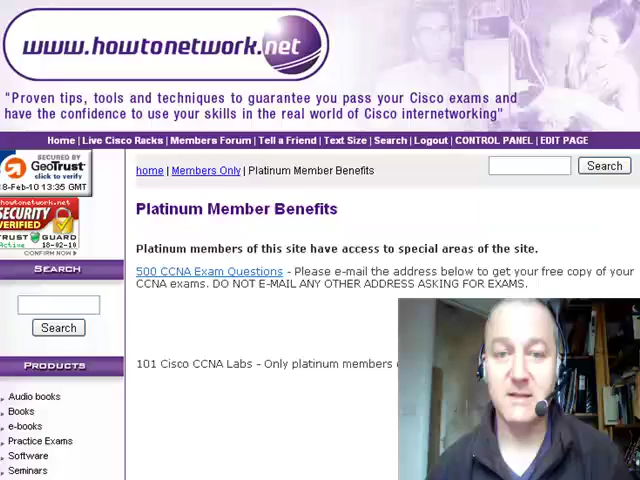 www.howtonetwork.net
"Proven tips, tools and techniques to guarantee you pass your Cisco exams and
have the confidence to use your skills in the real world of Cisco internetworking"
Home | Live Cisco Racks | Members Forum | Tell a Friend | Text Size | Search | Logout | CONTROL PANEL | EDIT PAGE
SECURED BY
GeoTrust
click to verify
8-Feb-10 13:35 GMT
home | Members Only | Platinum Member Benefits
Search
howtonetwork.net
SECURITY
VERIFIED
TRUST GUARD
Active 18-02-10
CONFIRM NOW
Platinum Member Benefits
Platinum members of this site have access to special areas of the site.
500 CCNA Exam Questions - Please e-mail the address below to get your free copy of your
CCNA exams. DO NOT E-MAIL ANY OTHER ADDRESS ASKING FOR EXAMS.
101 Cisco CCNA Labs - Only platinum members
SEARCH
Search
PRODUCTS
Audio books
Books
e-books
Practice Exams
Software
Seminars